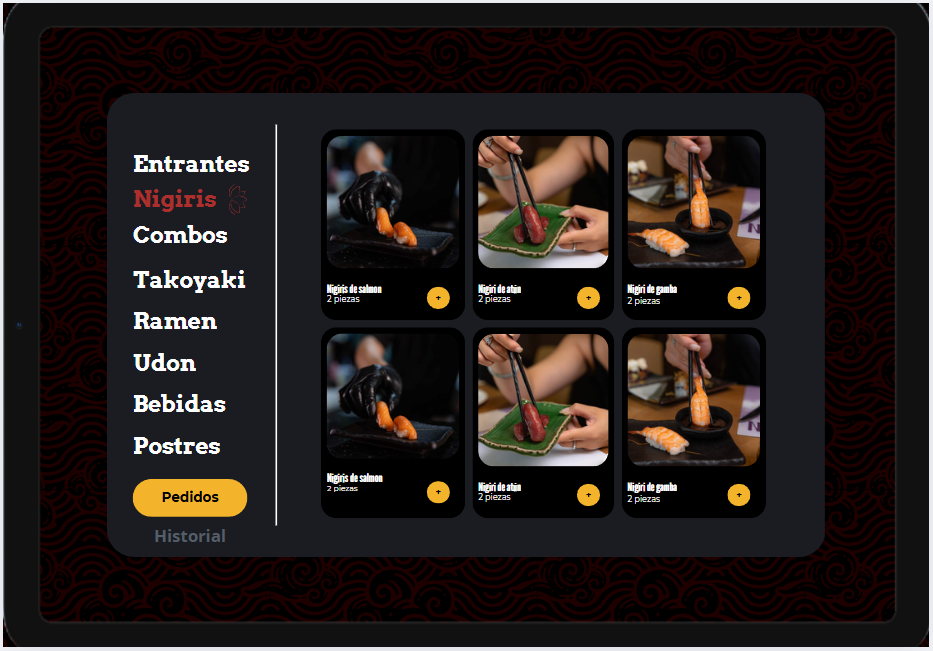 Entrantes
Nigiris
Combos
Takoyaki
Ramen
Udon
Bebidas
Postres
Pedidos
Historial
Nigiris de salmon
2 piezas
+
Nigiri de atún
2 piezas
+
Nigiri de gamba
2 piezas
+
Nigiris de salmon
2 piezas
+
Nigiri de atún
2 piezas
+
Nigiri de gamba
2 piezas
+